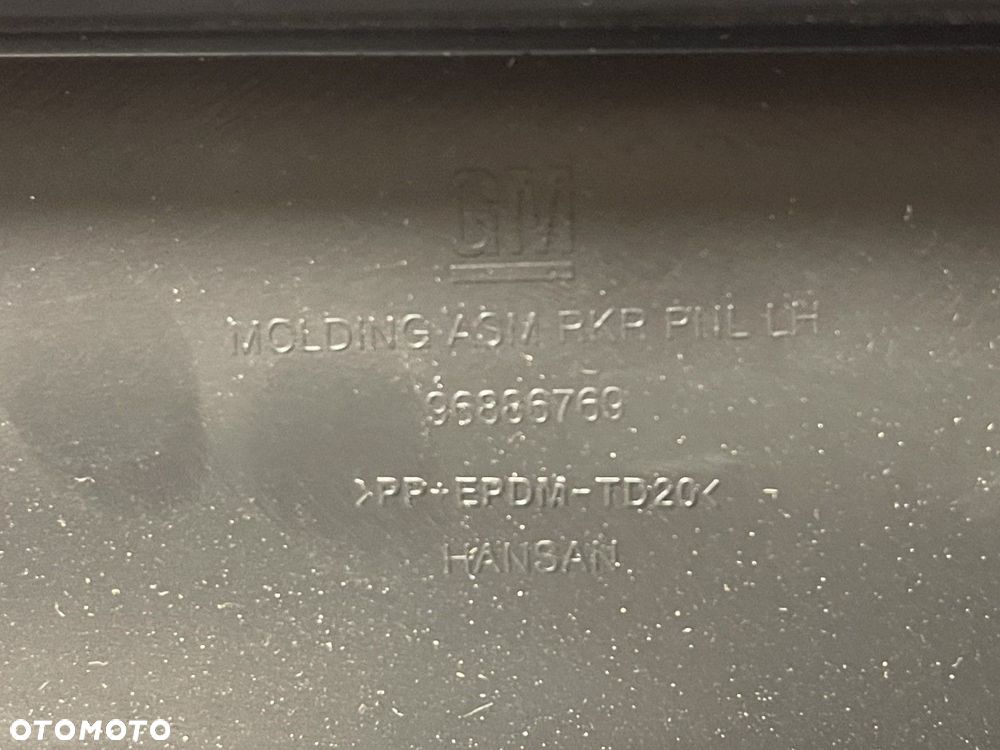 GM
MOLDING ASM RKR PNL LH
96886769
>PP+EPDM-TD20<
HANSAN
OTOMOTO